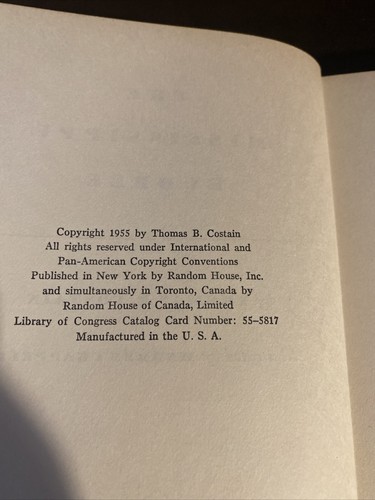 Copyright 1955 by Thomas B. Costain
All rights reserved under International and
Pan-American Copyright Conventions
Published in New York by Random House, Inc.
and simultaneously in Toronto, Canada by
Random House of Canada, Limited
Library of Congress Catalog Card Number: 55–5817
Manufactured in the U. S. A.